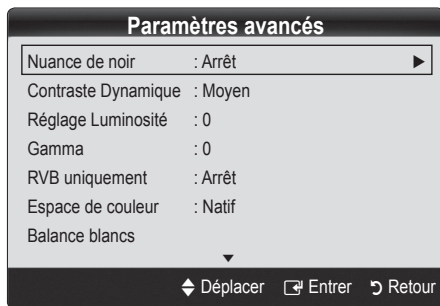 Paramètres avancés
Nuance de noir : Arrêt
Contraste Dynamique : Moyen
Réglage Luminosité : 0
Gamma : 0
RVB uniquement : Arrêt
Espace de couleur : Natif
Balance blancs
Déplacer Entrer Retour